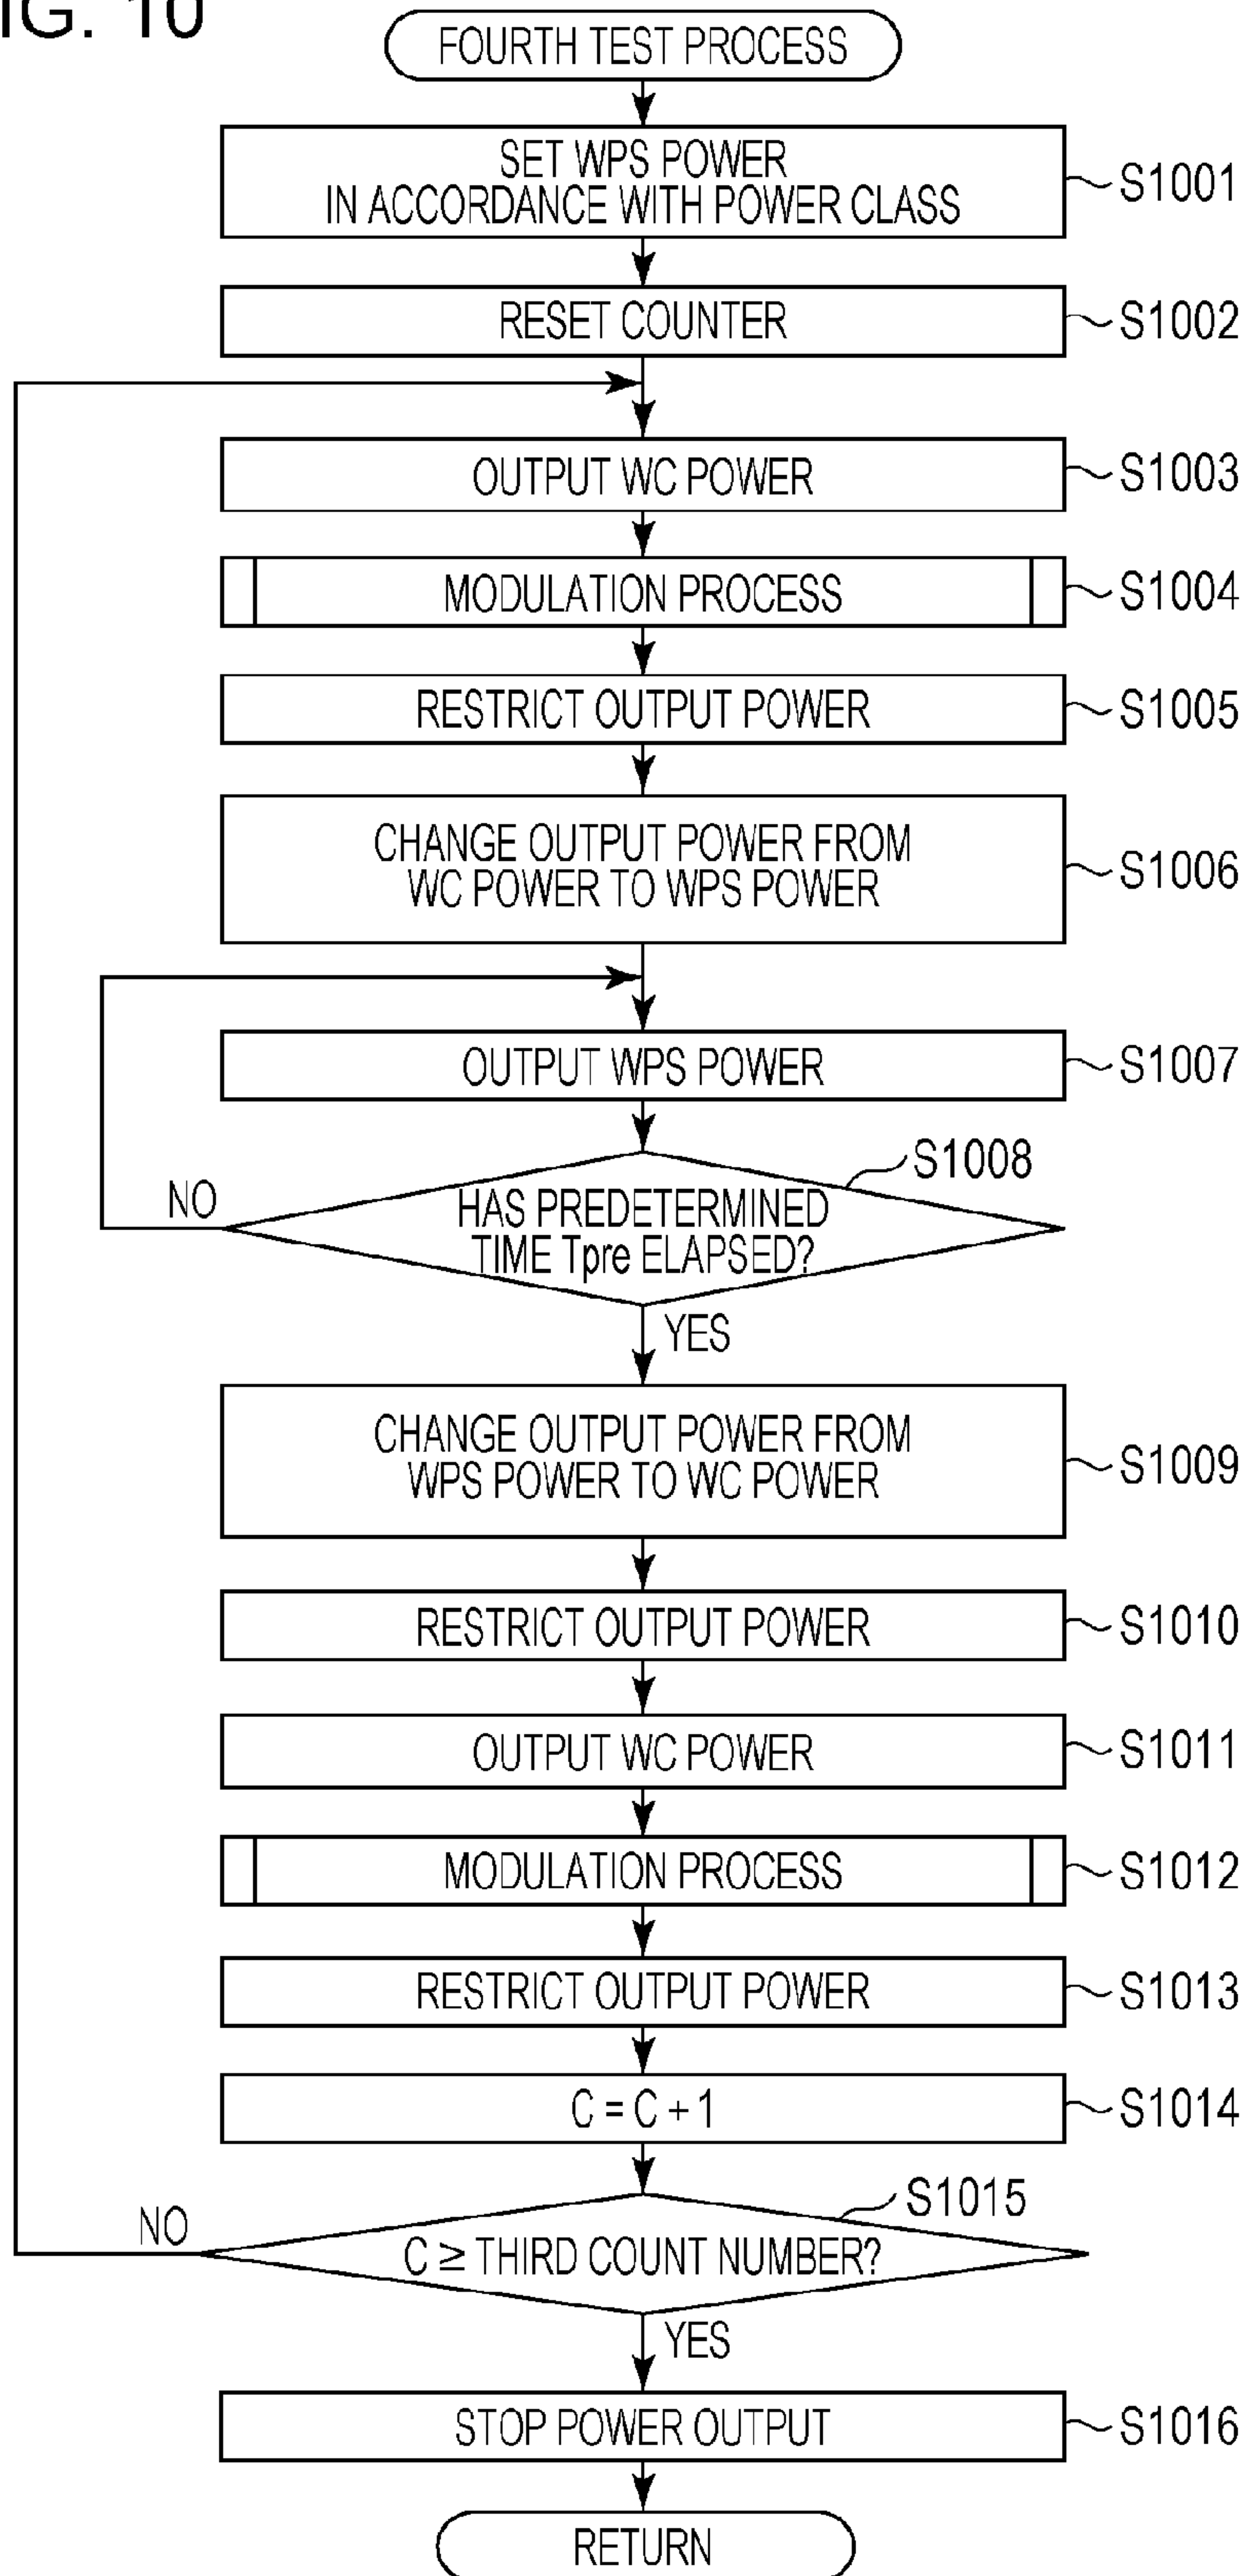 IG. 10
FOURTH TEST PROCESS
SET WPS POWER
IN ACCORDANCE WITH POWER CLASS
S1001
RESET COUNTER
S1002
OUTPUT WC POWER
S1003
MODULATION PROCESS
S1004
RESTRICT OUTPUT POWER
S1005
CHANGE OUTPUT POWER FROM
WC POWER TO WPS POWER
S1006
OUTPUT WPS POWER
S1007
S1008
NO
HAS PREDETERMINED
TIME Tpre ELAPSED?
YES
CHANGE OUTPUT POWER FROM
WPS POWER TO WC POWER
S1009
RESTRICT OUTPUT POWER
S1010
OUTPUT WC POWER
S1011
MODULATION PROCESS
S1012
RESTRICT OUTPUT POWER
S1013
C = C + 1
S1014
S1015
NO
C ≥ THIRD COUNT NUMBER?
YES
STOP POWER OUTPUT
S1016
RETURN